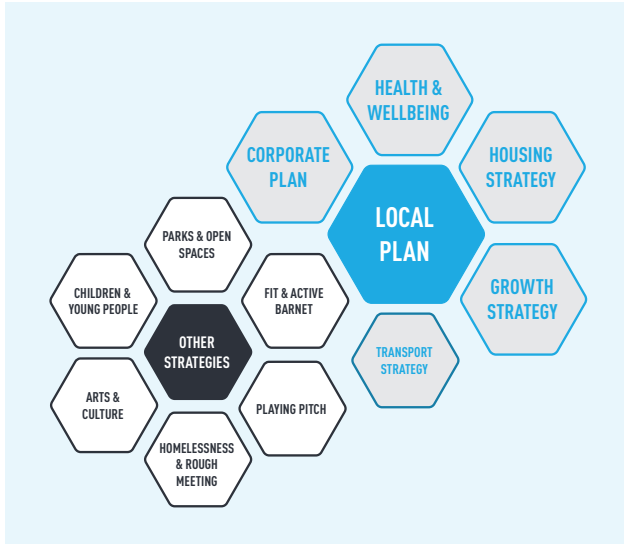 HEALTH &
WELLBEING
CORPORATE
PLAN
HOUSING
STRATEGY
LOCAL
PLAN
GROWTH
STRATEGY
TRANSPORT
STRATEGY
PARKS & OPEN
SPACES
CHILDREN &
YOUNG PEOPLE
FIT & ACTIVE
BARNET
OTHER
STRATEGIES
ARTS &
CULTURE
PLAYING PITCH
HOMELESSNESS
& ROUGH
MEETING